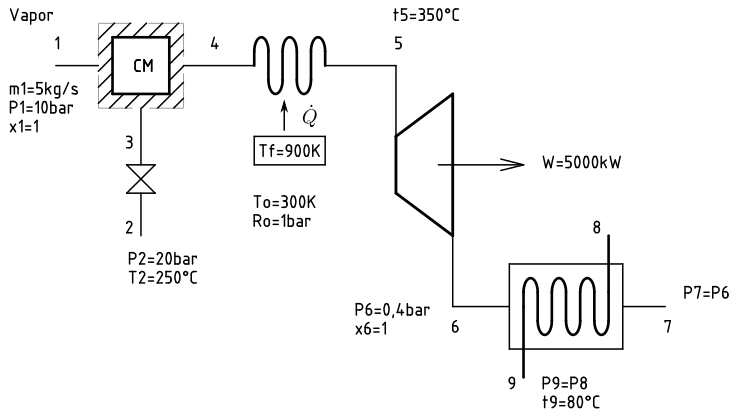 Vapor
t5=350°C
1
4
5
CM
m1=5kg/s
P1=10bar
x1=1
Q̇
3
Tf=900K
W=5000kW
To=300K
Ro=1bar
2
8
P2=20bar
T2=250°C
P7=P6
P6=0,4bar
x6=1
6
7
9
P9=P8
t9=80°C